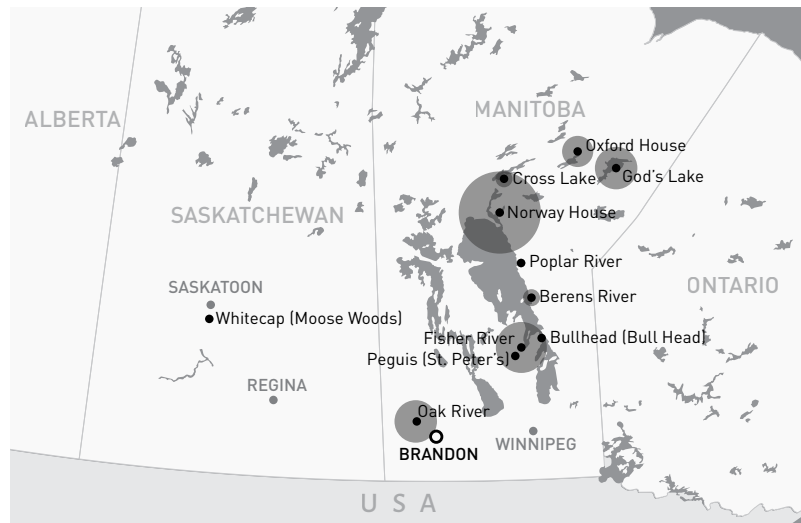 MANITOBA
ALBERTA
Oxford House
God's Lake
Cross Lake
SASKATCHEWAN
Norway House
Poplar River
ONTARIO
SASKATOON
Berens River
Whitecap (Moose Woods)
Fisher River
Bullhead (Bull Head)
Peguis (St. Peter's)
REGINA
Oak River
WINNIPEG
BRANDON
USA